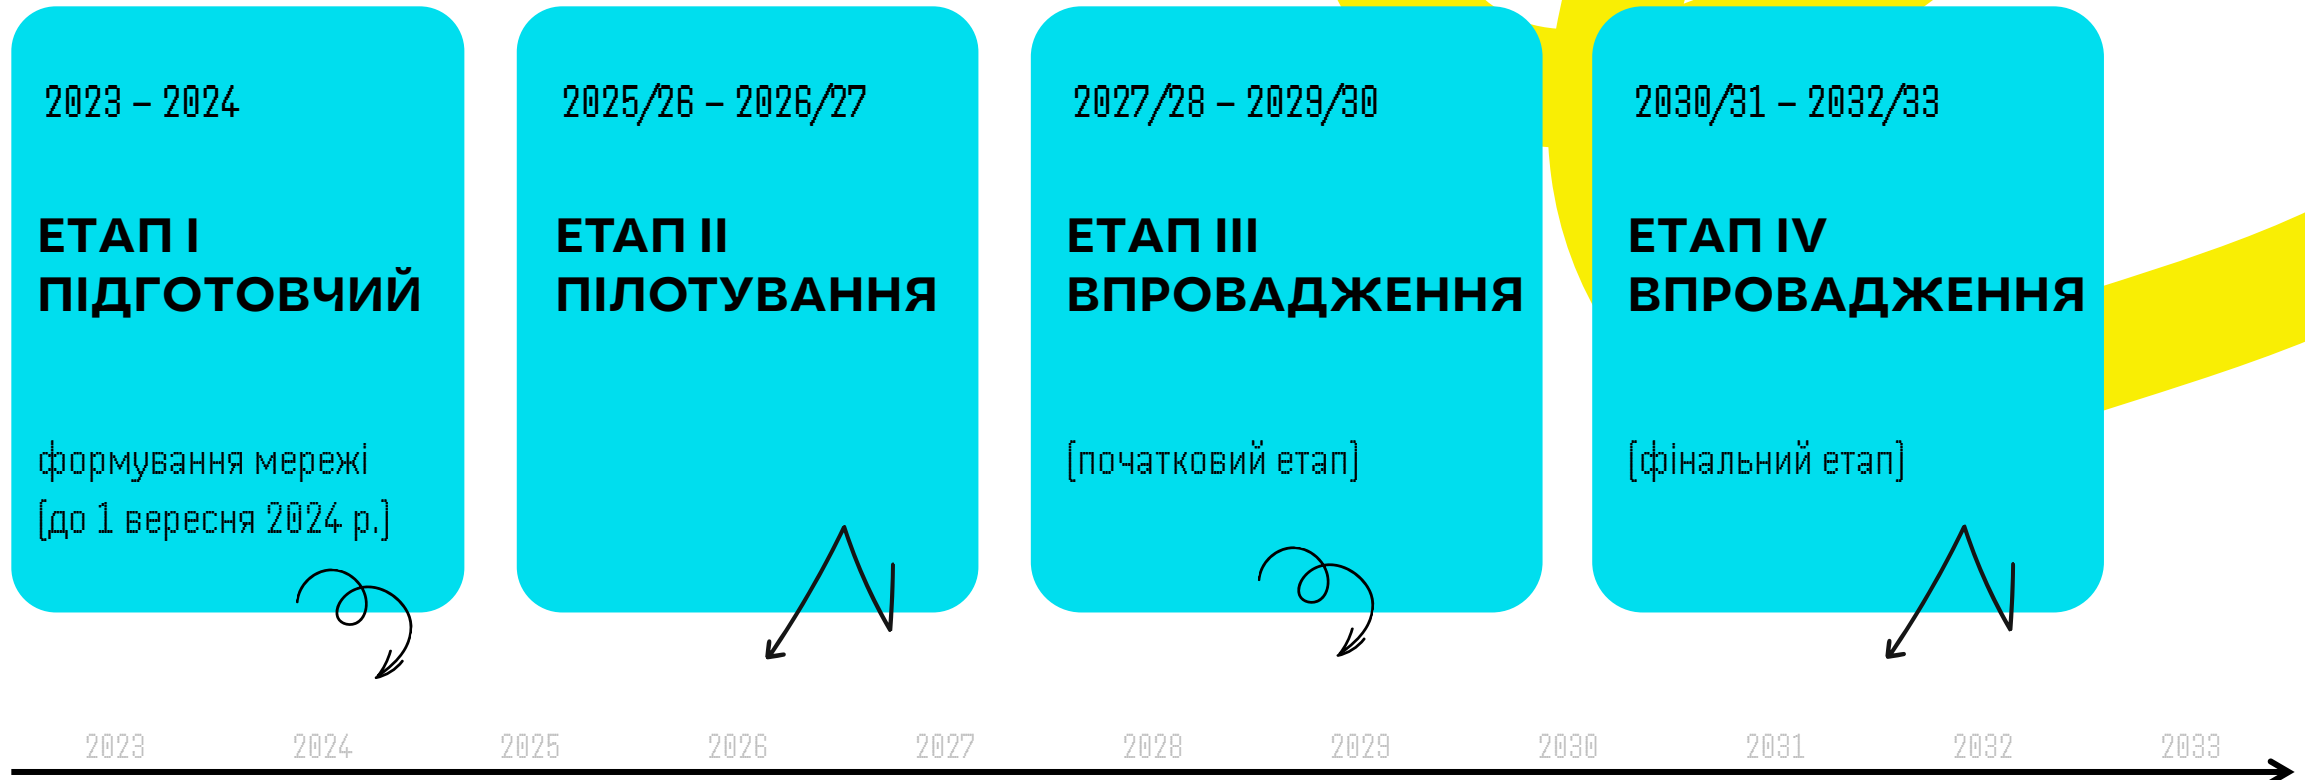 2023 – 2024
ЕТАП І
ПІДГОТОВЧИЙ
формування мережі
(до 1 вересня 2024 р.)
2025/26 – 2026/27
ЕТАП ІІ
ПІЛОТУВАННЯ
2027/28 – 2029/30
ЕТАП ІІІ
ВПРОВАДЖЕННЯ
(початковий етап)
2030/31 – 2032/33
ЕТАП IV
ВПРОВАДЖЕННЯ
(фінальний етап)
2023 2024 2025 2026 2027 2028 2029 2030 2031 2032 2033